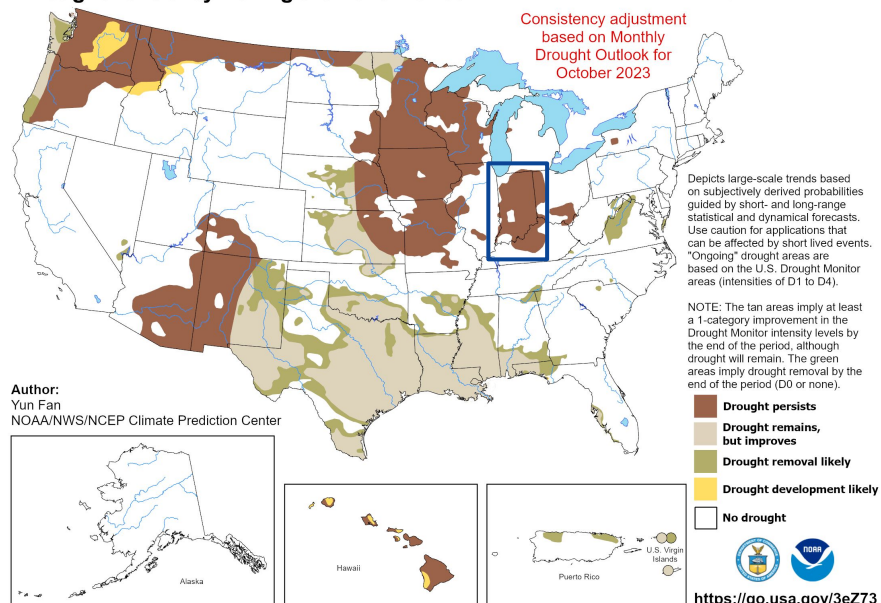 Consistency adjustment
based on Monthly
Drought Outlook for
October 2023
Depicts large-scale trends based
on subjectively derived probabilities
guided by short- and long-range
statistical and dynamical forecasts.
Use caution for applications that
can be affected by short lived events.
"Ongoing" drought areas are
based on the U.S. Drought Monitor
areas (intensities of D1 to D4).
NOTE: The tan areas imply at least
a 1-category improvement in the
Drought Monitor intensity levels by
the end of the period, although
drought will remain. The green
areas imply drought removal by the
end of the period (D0 or none).
Author:
Yun Fan
NOAA/NWS/NCEP Climate Prediction Center
Drought persists
Drought remains,
but improves
Drought removal likely
Drought development likely
No drought
Alaska
Hawaii
Puerto Rico
U.S. Virgin
Islands
NOAA
https://go.usa.gov/3eZ73